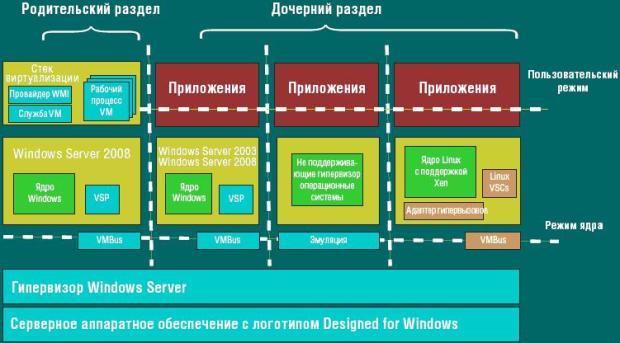 Родительский раздел
Дочерний раздел
Стек
виртуализации
Провайдер WMI
Служба VM
Рабочий
процесс
VM
Приложения
Приложения
Приложения
Пользовательский
режим
Windows Server 2008
Ядро
Windows
VSP
Windows Server 2003
Windows Server 2008
Ядро
Windows
VSP
Не поддержива-
ющие гипервизор
операционные
системы
Ядро Linux
с поддержкой
Xen
Linux
VSCs
Адаптер гипервызовов
Режим ядра
VMBus
VMBus
Эмуляция
VMBus
Гипервизор Windows Server
Серверное аппаратное обеспечение с логотипом Designed for Windows